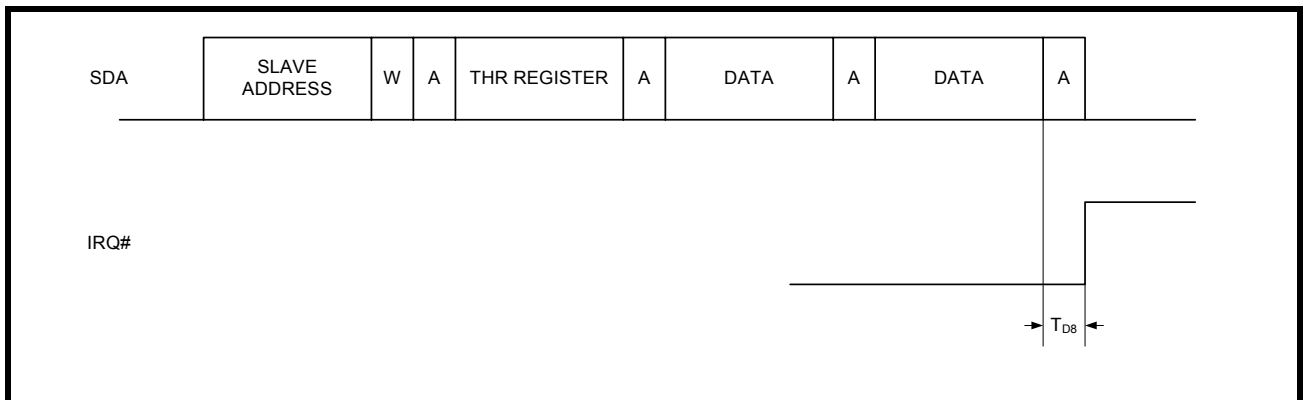 SDA
SLAVE
ADDRESS
W
A
THR REGISTER
A
DATA
A
DATA
A
IRQ#
TD8